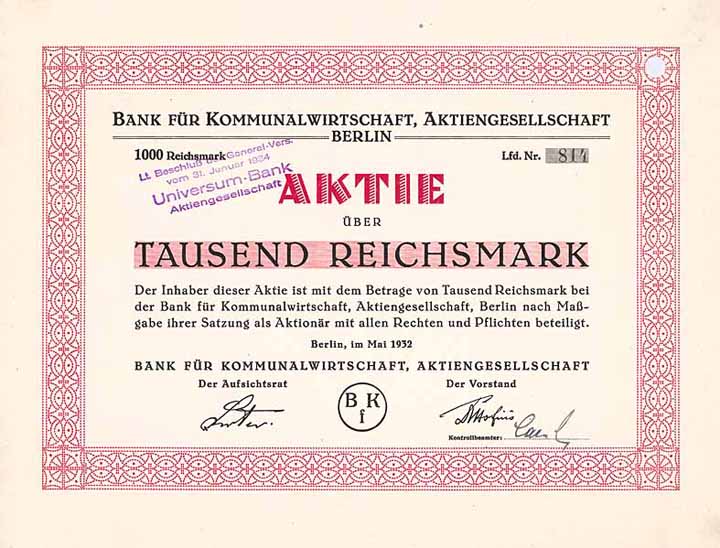 BANK FÜR KOMMUNALWIRTSCHAFT, AKTIENGESELLSCHAFT
BERLIN
1000 Reichsmark
Lfd. Nr. 814
Lt. Beschluß der General-Vers.
vom 31. Januar 1934
Universum-Bank
Aktiengesellschaft
AKTIE
ÜBER
TAUSEND REICHSMARK
Der Inhaber dieser Aktie ist mit dem Betrage von Tausend Reichsmark bei
der Bank für Kommunalwirtschaft, Aktiengesellschaft, Berlin nach Maß-
gabe ihrer Satzung als Aktionär mit allen Rechten und Pflichten beteiligt.
Berlin, im Mai 1932
BANK FÜR KOMMUNALWIRTSCHAFT, AKTIENGESELLSCHAFT
Der Aufsichtsrat
Der Vorstand
B K
f
Kontrollbeamter: